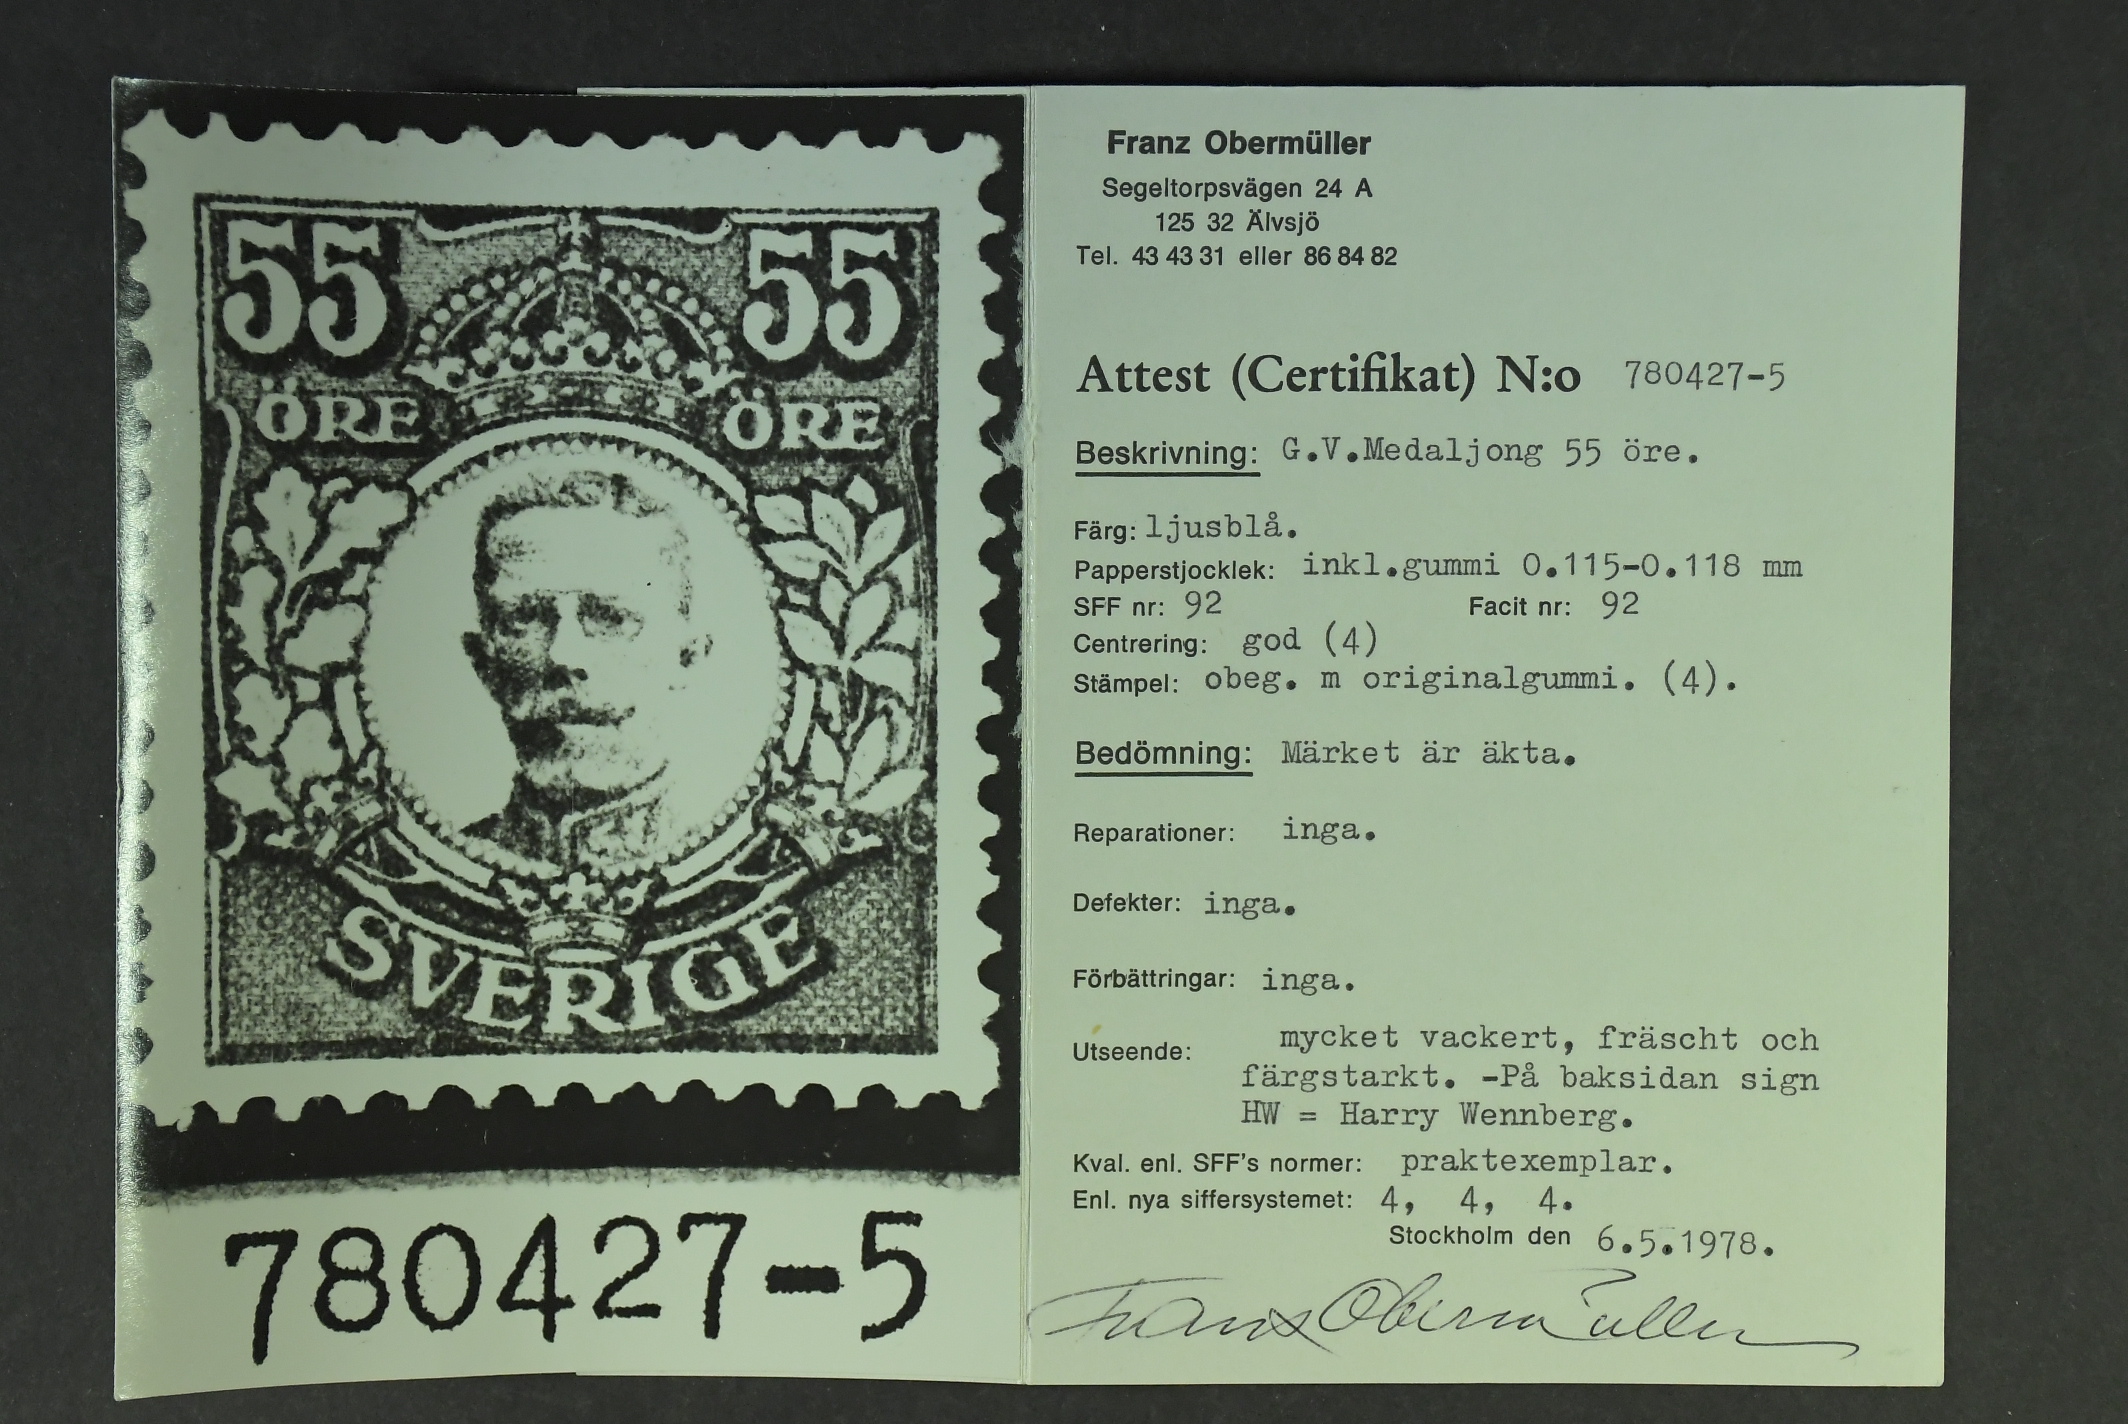 55 55
ÖRE ÖRE
SVERIGE
780427-5
Franz Obermüller
Segeltorpsvägen 24 A
125 32 Älvsjö
Tel. 43 43 31 eller 86 84 82
Attest (Certifikat) N:o 780427-5
Beskrivning: G.V.Medaljong 55 öre.
Färg: ljusblå.
Papperstjocklek: inkl.gummi 0.115-0.118 mm
SFF nr: 92 Facit nr: 92
Centrering: god (4)
Stämpel: obeg. m originalgummi. (4).
Bedömning: Märket är äkta.
Reparationer: inga.
Defekter: inga.
Förbättringar: inga.
Utseende: mycket vackert, fräscht och
färgstarkt. -På baksidan sign
HW = Harry Wennberg.
Kval. enl. SFF's normer: praktexemplar.
Enl. nya siffersystemet: 4, 4, 4.
Stockholm den 6.5.1978.
Franz Obermüller